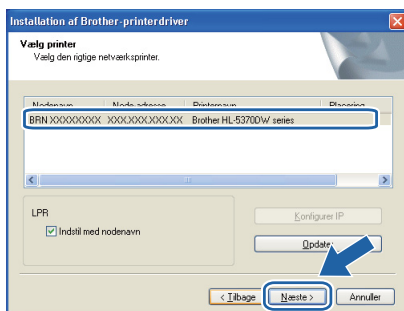 Installation af Brother-printerdriver
Vælg printer
Vælg den rigtige netværksprinter.
Nodenavn Node-adresse Printernavn Placering
BRN XXXXXXXX XXX.XXX.XXX.XX Brother HL-5370DW series
LPR
Indstil med nodenavn
Konfigurer IP
Opdater
< Tilbage Næste > Annuller